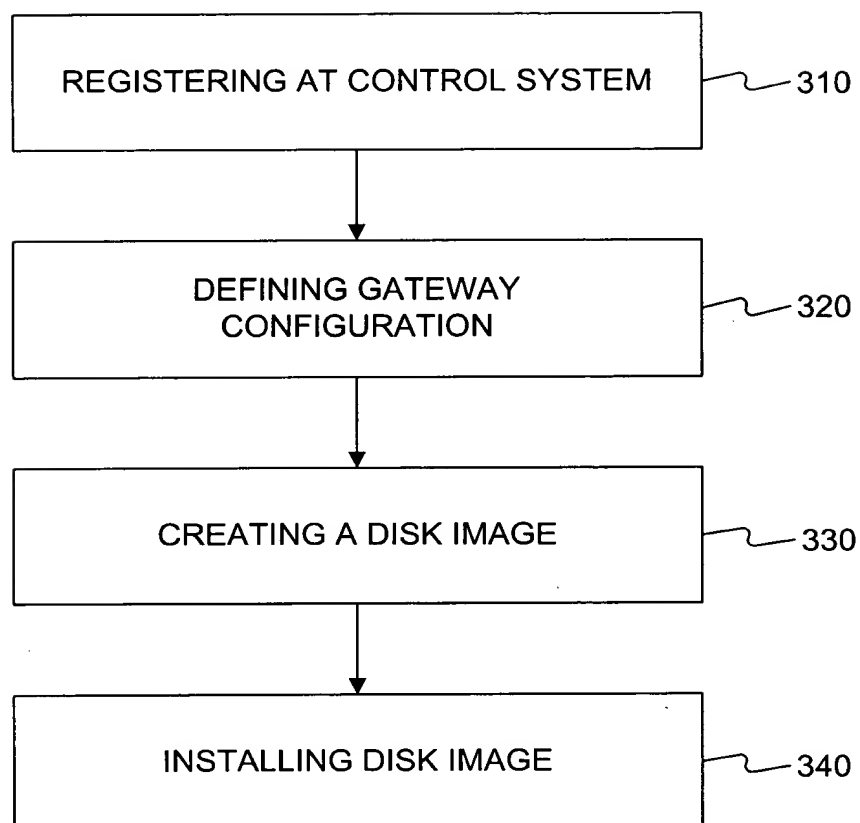 REGISTERING AT CONTROL SYSTEM
310
DEFINING GATEWAY
CONFIGURATION
320
CREATING A DISK IMAGE
330
INSTALLING DISK IMAGE
340